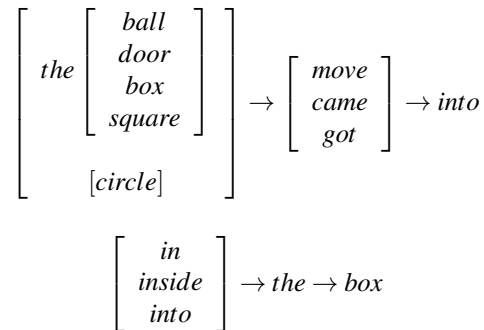 ball
door
the box
square
[circle]
→
move
came
got
→ into
in
inside
into
→ the → box